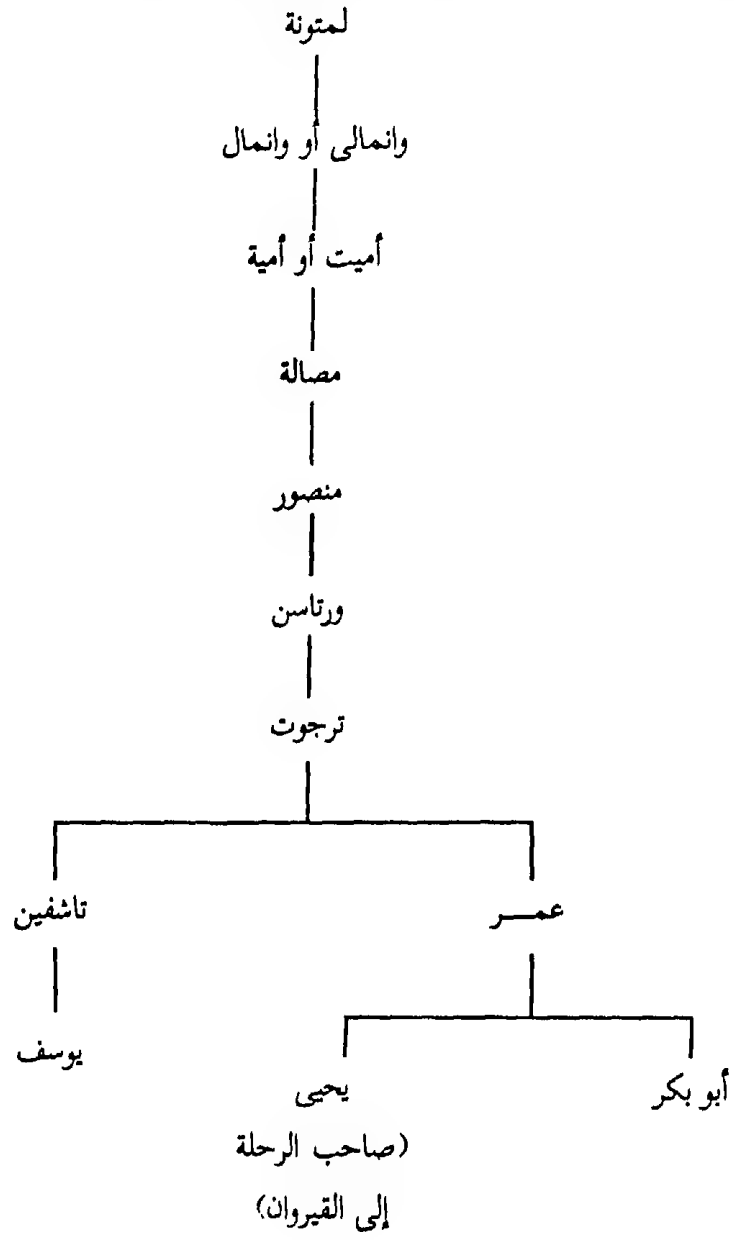 لمتونة
وانمالى أو وانمال
أميت أو أمية
مصالة
منصور
ورتاسن
ترجوت
عمـــر
تاشفين
يوسف
أبو بكر
يحيى
(صاحب الرحلة
إلى القيروان)